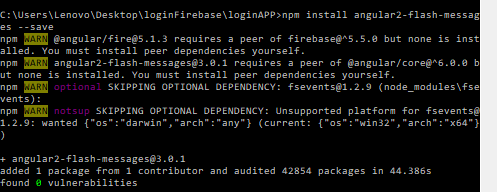 C:\Users\Lenovo\Desktop\loginFirebase\loginAPP>npm install angular2-flash-messag
es --save
npm WARN @angular/fire@5.1.3 requires a peer of firebase@^5.5.0 but none is inst
alled. You must install peer dependencies yourself.
npm WARN angular2-flash-messages@3.0.1 requires a peer of @angular/core@^6.0.0 b
ut none is installed. You must install peer dependencies yourself.
npm WARN optional SKIPPING OPTIONAL DEPENDENCY: fsevents@1.2.9 (node_modules\fse
vents):
npm WARN notsup SKIPPING OPTIONAL DEPENDENCY: Unsupported platform for fsevents@
1.2.9: wanted {"os":"darwin","arch":"any"} (current: {"os":"win32","arch":"x64"}
)
+ angular2-flash-messages@3.0.1
added 1 package from 1 contributor and audited 42854 packages in 44.386s
found 0 vulnerabilities